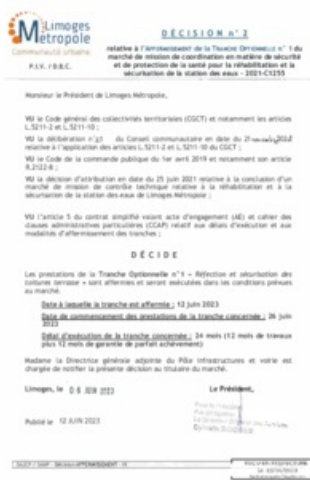 Limoges
Métropole
Communauté urbaine
P.I.V. / D.B.C.
DÉCISION n° 2
relative à l'AFFERMISSEMENT de la TRANCHE OPTIONNELLE n° 1 du
marché de mission de coordination en matière de sécurité
et de protection de la santé pour la réhabilitation et la
sécurisation de la station des eaux - 2021-C1255
Monsieur le Président de Limoges Métropole,
VU le Code général des collectivités territoriales (CGCT) et notamment les articles
L.5211-2 et L.5211-10 ;
VU la délibération n° du Conseil communautaire en date du 21
relative à l'application des articles L.5211-2 et L.5211-10 du CGCT ;
VU le Code de la commande publique du 1er avril 2019 et notamment son article
R.2122-8 ;
VU la décision d'attribution en date du 25 juin 2021 relative à la conclusion d'un
marché de mission de contrôle technique relative à la réhabilitation et à la
sécurisation de la station des eaux de Limoges Métropole ;
VU l'article 5 du contrat simplifié valant acte d'engagement (AE) et cahier des
clauses administratives particulières (CCAP) relatif aux délais d'exécution et aux
modalités d'affermissement des tranches ;
DÉCIDE
Les prestations de la Tranche Optionnelle n°1 « Réfection et sécurisation des
toitures terrasse » sont affermies et seront exécutées dans les conditions prévues
au marché.
Date à laquelle la tranche est affermie : 12 juin 2023
Date de commencement des prestations de la tranche concernée : 26 juin
2023
Délai d'exécution de la tranche concernée : 24 mois (12 mois de travaux
plus 12 mois de garantie de parfait achèvement)
Madame la Directrice générale adjointe du Pôle Infrastructures et voirie est
chargée de notifier la présente décision au titulaire du marché.
Limoges, le 08 JUIN 2023
Le Président,
Publié le 12 JUIN 2023